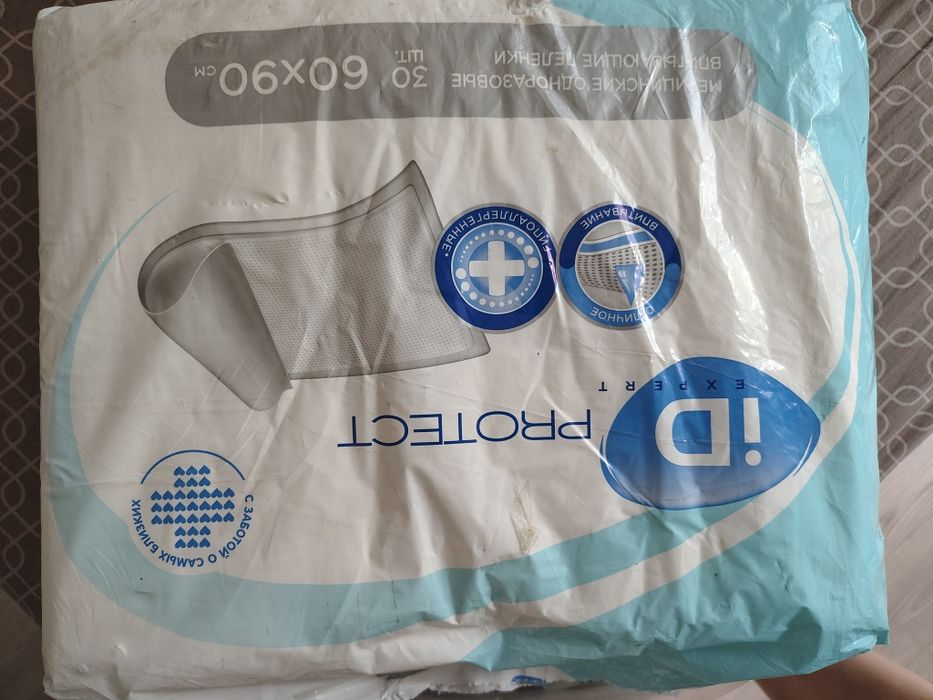 iD
EXPERT
PROTECT
С ЗАБОТОЙ О САМЫХ БЛИЗКИХ
ОТЛИЧНОЕ
ВПИТЫВАНИЕ
• ГИПОАЛЛЕРГЕННЫЕ •
МЕДИЦИНСКИЕ ОДНОРАЗОВЫЕ
ВПИТЫВАЮЩИЕ ПЕЛЕНКИ
30
ШТ.
60x90 СМ